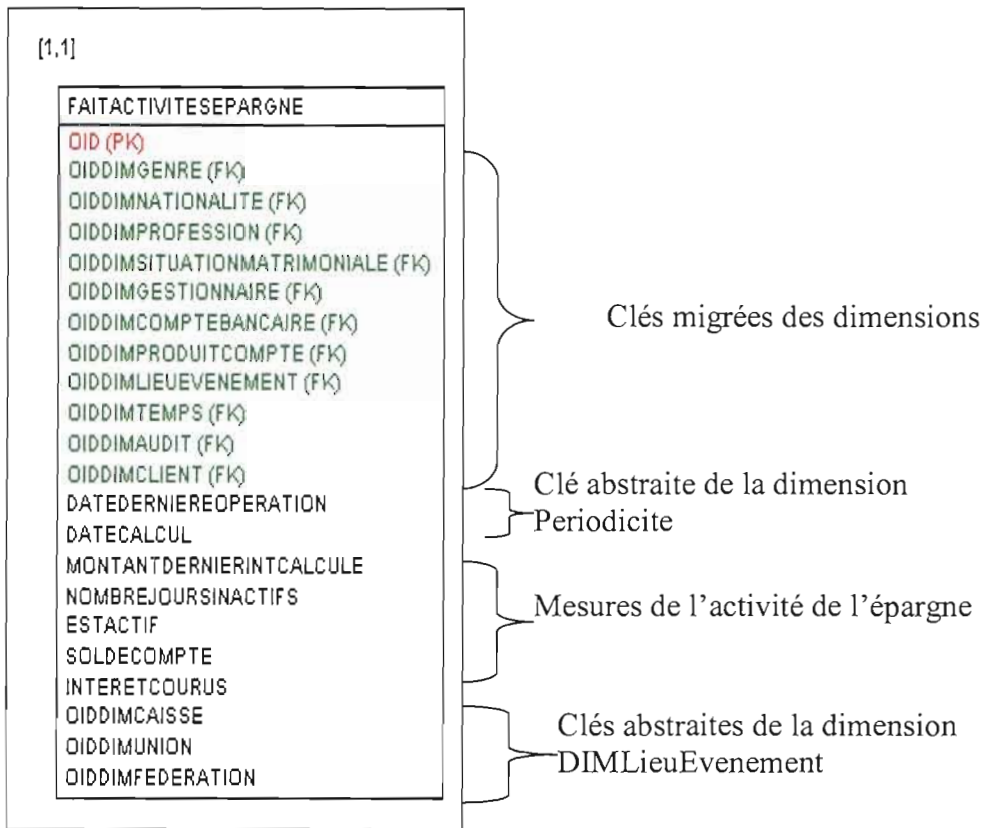 [1,1]
FAITACTIVITESEPARGNE
OID (PK)
OIDDIMGENRE (FK)
OIDDIMNATIONALITE (FK)
OIDDIMPROFESSION (FK)
OIDDIMSITUATIONMATRIMONIALE (FK)
OIDDIMGESTIONNAIRE (FK)
OIDDIMCOMPTEBANCAIRE (FK)
OIDDIMPRODUITCOMPTE (FK)
OIDDIMLIEUEVENEMENT (FK)
OIDDIMTEMPS (FK)
OIDDIMAUDIT (FK)
OIDDIMCLIENT (FK)
DATEDERNIEREOPERATION
DATECALCUL
MONTANTDERNIERINTCALCULE
NOMBREJOURSINACTIFS
ESTACTIF
SOLDECOMPTE
INTERETCOURUS
OIDDIMCAISSE
OIDDIMUNION
OIDDIMFEDERATION
Clés migrées des dimensions
Clé abstraite de la dimension
Periodicite
Mesures de l'activité de l'épargne
Clés abstraites de la dimension
DIMLieuEvenement